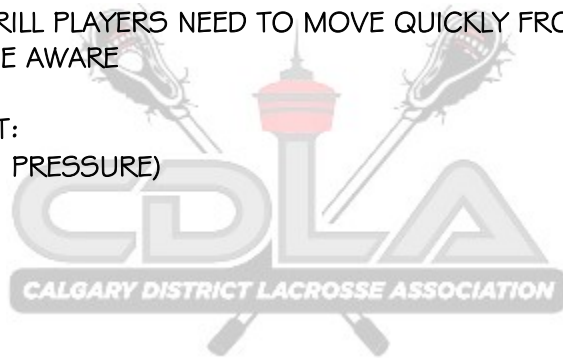 RILL PLAYERS NEED TO MOVE QUICKLY FRO
E AWARE
T:
PRESSURE)
CDLA
CALGARY DISTRICT LACROSSE ASSOCIATION